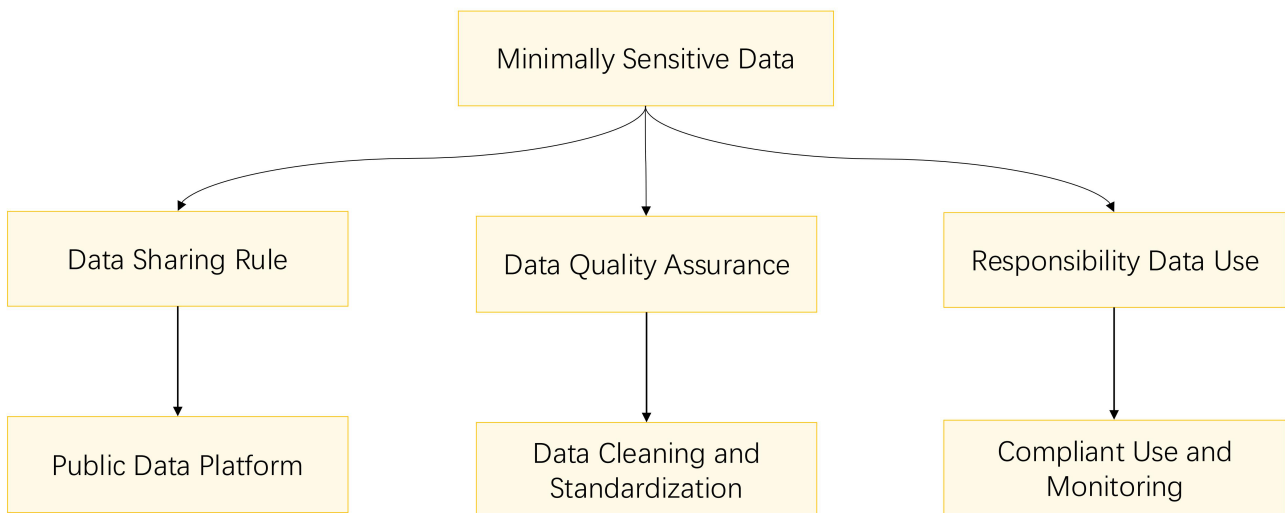 Minimally Sensitive Data
Data Sharing Rule
Data Quality Assurance
Responsibility Data Use
Public Data Platform
Data Cleaning and
Standardization
Compliant Use and
Monitoring